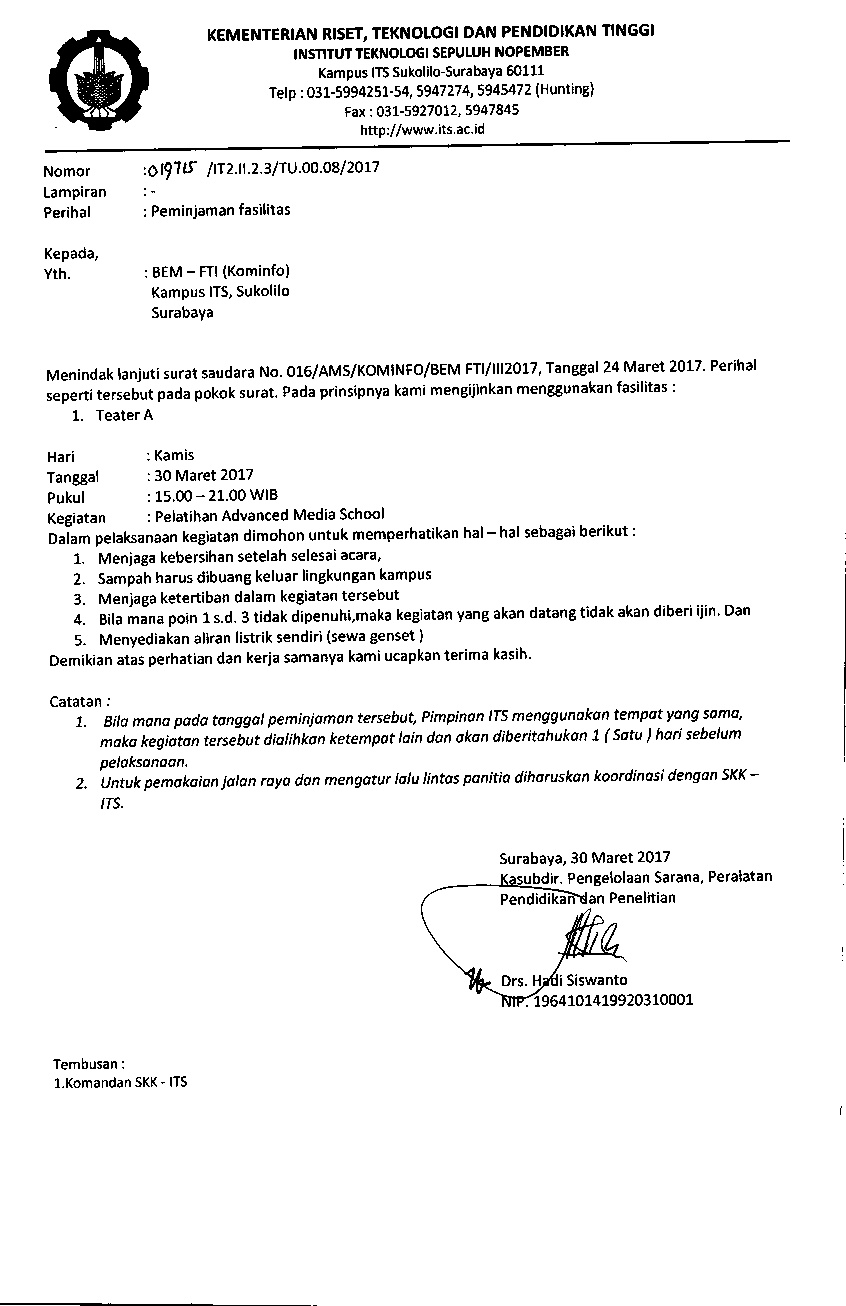 KEMENTERIAN RISET, TEKNOLOGI DAN PENDIDIKAN TINGGI
INSTITUT TEKNOLOGI SEPULUH NOPEMBER
Kampus ITS Sukolilo-Surabaya 60111
Telp : 031-5994251-54, 5947274, 5945472 (Hunting)
Fax : 031-5927012, 5947845
http://www.its.ac.id
Nomor : /IT2.II.2.3/TU.00.08/2017
Lampiran : -
Perihal : Peminjaman fasilitas
Kepada,
Yth. : BEM – FTI (Kominfo)
Kampus ITS, Sukolilo
Surabaya
Menindak lanjuti surat saudara No. 016/AMS/KOMINFO/BEM FTI/III2017, Tanggal 24 Maret 2017. Perihal
seperti tersebut pada pokok surat. Pada prinsipnya kami mengijinkan menggunakan fasilitas :
1. Teater A
Hari : Kamis
Tanggal : 30 Maret 2017
Pukul : 15.00 – 21.00 WIB
Kegiatan : Pelatihan Advanced Media School
Dalam pelaksanaan kegiatan dimohon untuk memperhatikan hal – hal sebagai berikut :
1. Menjaga kebersihan setelah selesai acara,
2. Sampah harus dibuang keluar lingkungan kampus
3. Menjaga ketertiban dalam kegiatan tersebut
4. Bila mana poin 1 s.d. 3 tidak dipenuhi,maka kegiatan yang akan datang tidak akan diberi ijin. Dan
5. Menyediakan aliran listrik sendiri (sewa genset )
Demikian atas perhatian dan kerja samanya kami ucapkan terima kasih.
Catatan :
1. Bila mana pada tanggal peminjaman tersebut, Pimpinan ITS menggunakan tempat yang sama,
maka kegiatan tersebut dialihkan ketempat lain dan akan diberitahukan 1 ( Satu ) hari sebelum
pelaksanaan.
2. Untuk pemakaian jalan raya dan mengatur lalu lintas panitia diharuskan koordinasi dengan SKK –
ITS.
Surabaya, 30 Maret 2017
Kasubdir. Pengelolaan Sarana, Peralatan
Pendidikan dan Penelitian
Drs. Hadi Siswanto
NIP. 1964101419920310001
Tembusan :
1.Komandan SKK - ITS